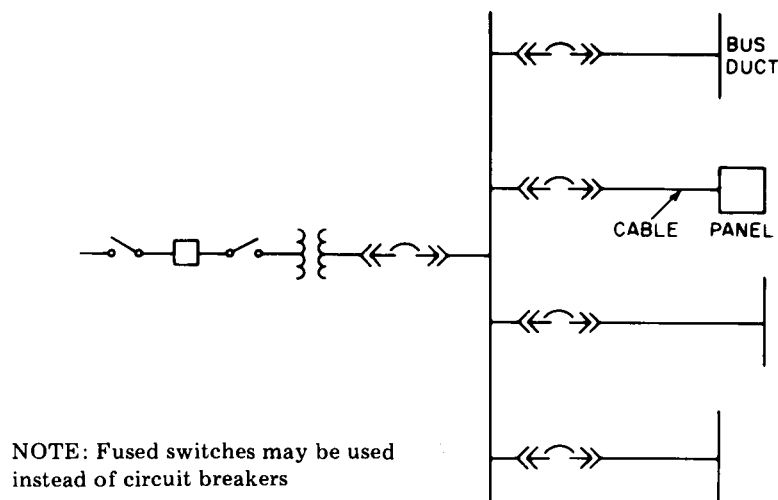 BUS
DUCT
CABLE
PANEL
NOTE: Fused switches may be used
instead of circuit breakers